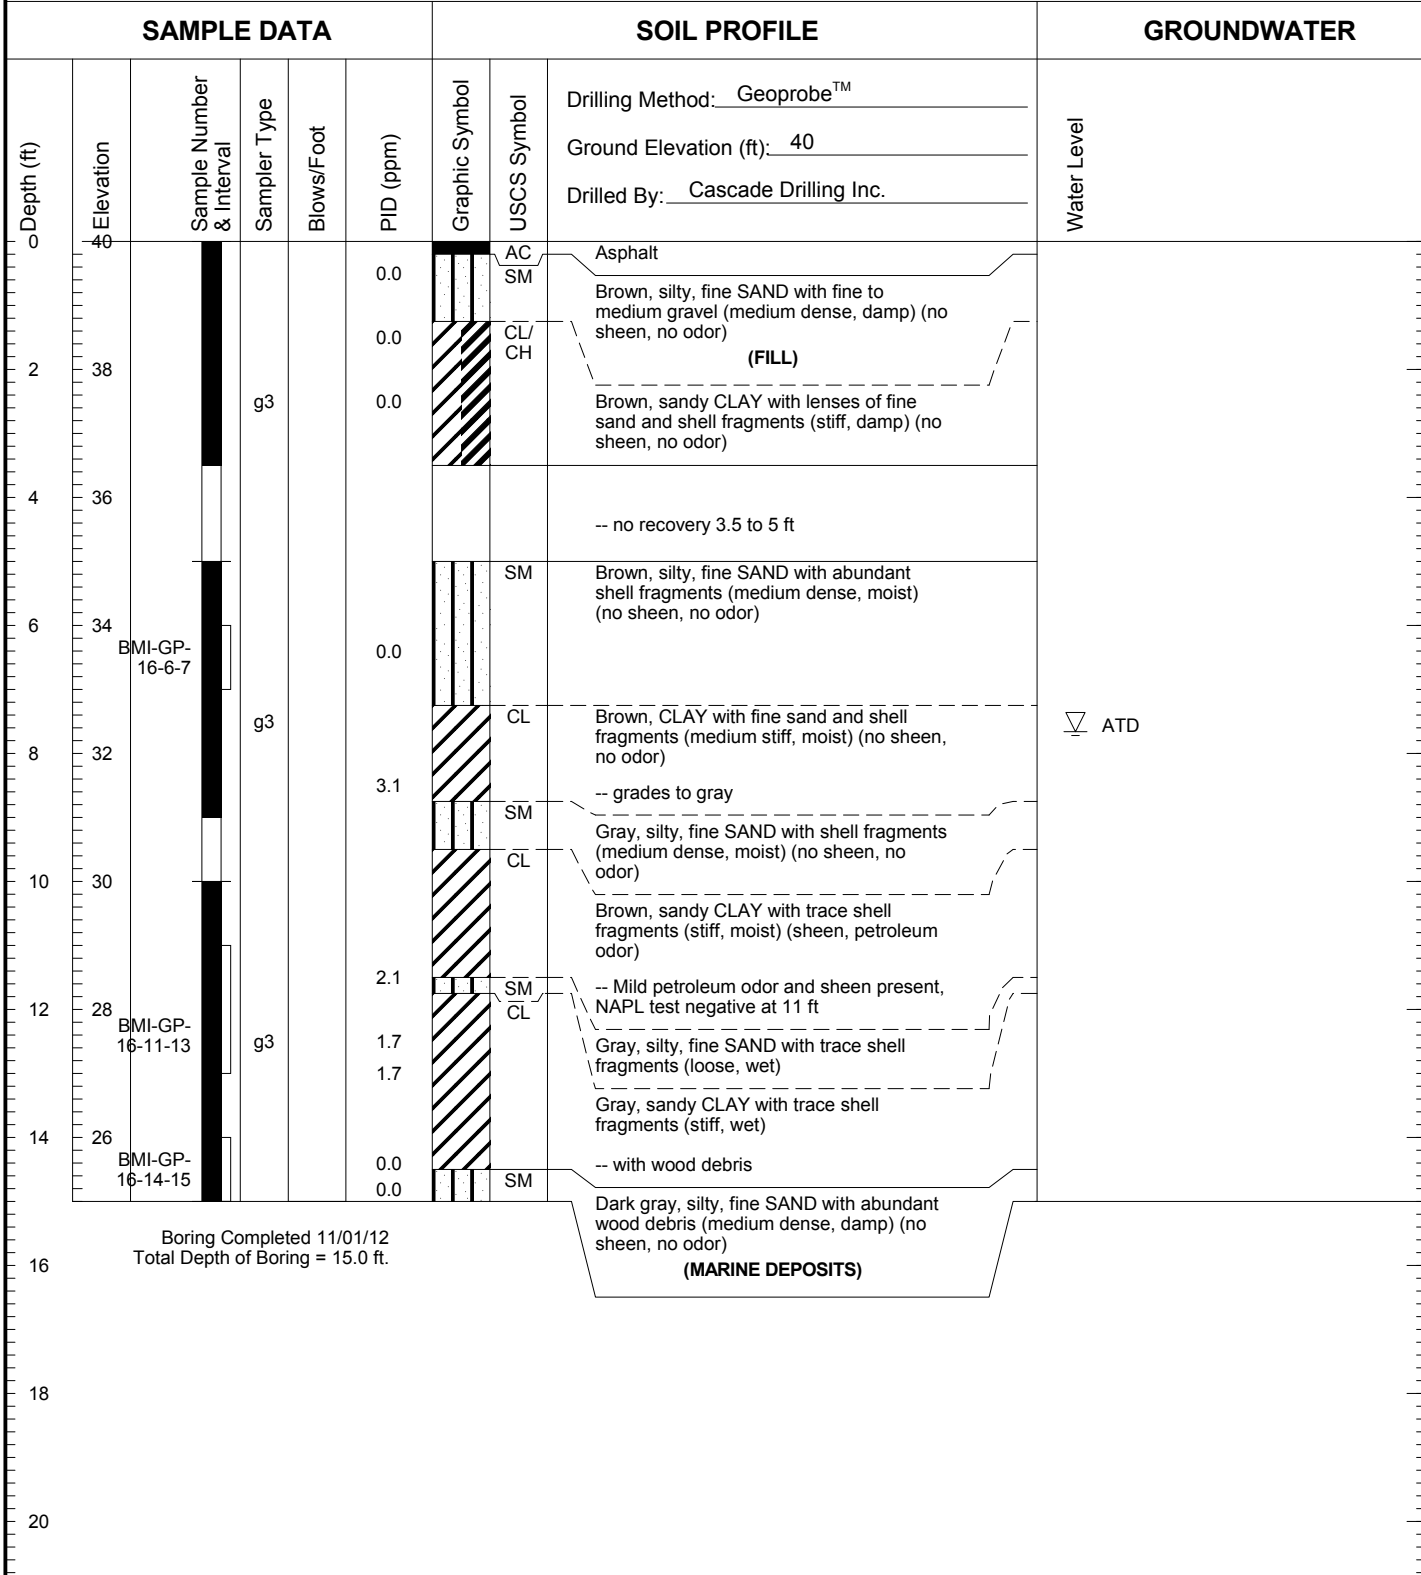 SAMPLE DATA
SOIL PROFILE
GROUNDWATER
Depth (ft)
Elevation
Sample Number
& Interval
Sampler Type
Blows/Foot
PID (ppm)
Graphic Symbol
USCS Symbol
Drilling Method: Geoprobe™
Ground Elevation (ft): 40
Drilled By: Cascade Drilling Inc.
Water Level
0 40
AC Asphalt
0.0 SM
Brown, silty, fine SAND with fine to
medium gravel (medium dense, damp) (no
sheen, no odor)
(FILL)
0.0 CL/
CH
2 38
g3 0.0
Brown, sandy CLAY with lenses of fine
sand and shell fragments (stiff, damp) (no
sheen, no odor)
4 36
-- no recovery 3.5 to 5 ft
SM Brown, silty, fine SAND with abundant
shell fragments (medium dense, moist)
(no sheen, no odor)
6 34
BMI-GP-
16-6-7
0.0
g3
CL Brown, CLAY with fine sand and shell
fragments (medium stiff, moist) (no sheen,
no odor)
ATD
8 32
3.1 -- grades to gray
SM
Gray, silty, fine SAND with shell fragments
(medium dense, moist) (no sheen, no
odor)
CL
10 30
Brown, sandy CLAY with trace shell
fragments (stiff, moist) (sheen, petroleum
odor)
2.1 SM -- Mild petroleum odor and sheen present,
NAPL test negative at 11 ft
12 28 CL
BMI-GP-
16-11-13
g3 1.7
Gray, silty, fine SAND with trace shell
fragments (loose, wet)
1.7
Gray, sandy CLAY with trace shell
fragments (stiff, wet)
14 26
BMI-GP-
16-14-15
0.0 -- with wood debris
0.0 SM
Dark gray, silty, fine SAND with abundant
wood debris (medium dense, damp) (no
sheen, no odor)
(MARINE DEPOSITS)
Boring Completed 11/01/12
Total Depth of Boring = 15.0 ft.
16
18
20